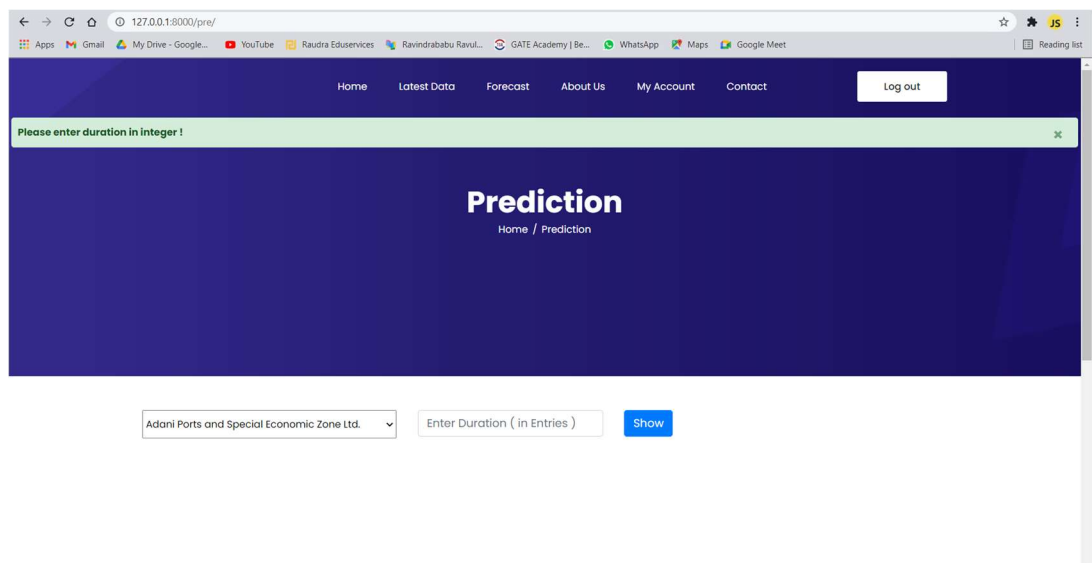 127.0.0.1:8000/pre/
JS
Apps Gmail My Drive - Google... YouTube Raudra Eduservices Ravindrababu Ravul... GATE Academy | Be... WhatsApp Maps Google Meet Reading list
Home Latest Data Forecast About Us My Account Contact Log out
Please enter duration in integer ! ×
Prediction
Home / Prediction
Adani Ports and Special Economic Zone Ltd. Enter Duration ( in Entries ) Show